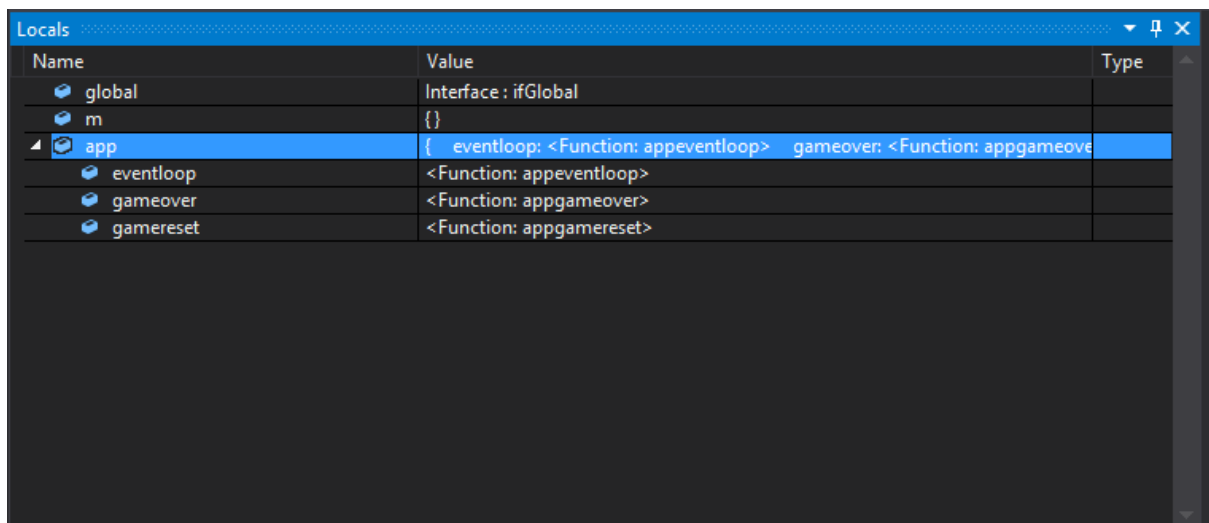 Locals
Name Value Type
global Interface : ifGlobal
m {}
app { eventloop: <Function: appeventloop> gameover: <Function: appgameove
eventloop <Function: appeventloop>
gameover <Function: appgameover>
gamereset <Function: appgamereset>